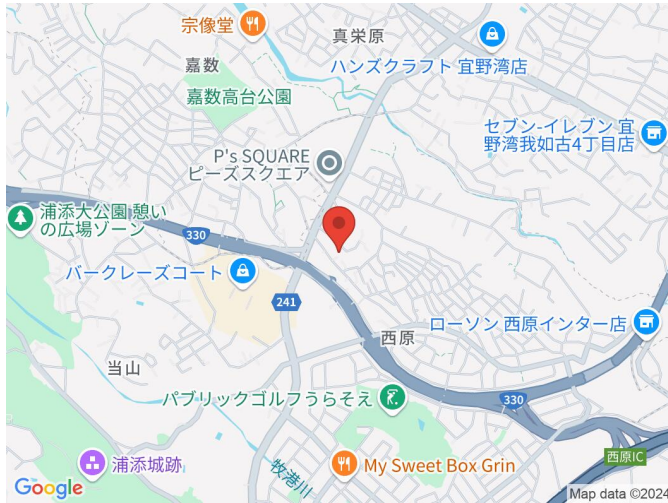 宗像堂
真栄原
ハンズクラフト 宜野湾店
嘉数
嘉数高台公園
セブン-イレブン 宜
野湾我如古4丁目店
P's SQUARE
ピーズスクエア
浦添大公園 憩い
の広場ゾーン
330
バークレーズコート
241
ローソン 西原インター店
西原
当山
パブリックゴルフうらそえ
330
西原IC
浦添城跡
牧港川
My Sweet Box Grin
Google
Map data ©2024